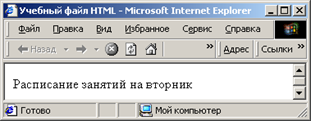 Учебный файл HTML - Microsoft Internet Explorer
Файл Правка Вид Избранное Сервис Справка
Назад » Адрес Ссылки »
Расписание занятий на вторник
Готово Мой компьютер